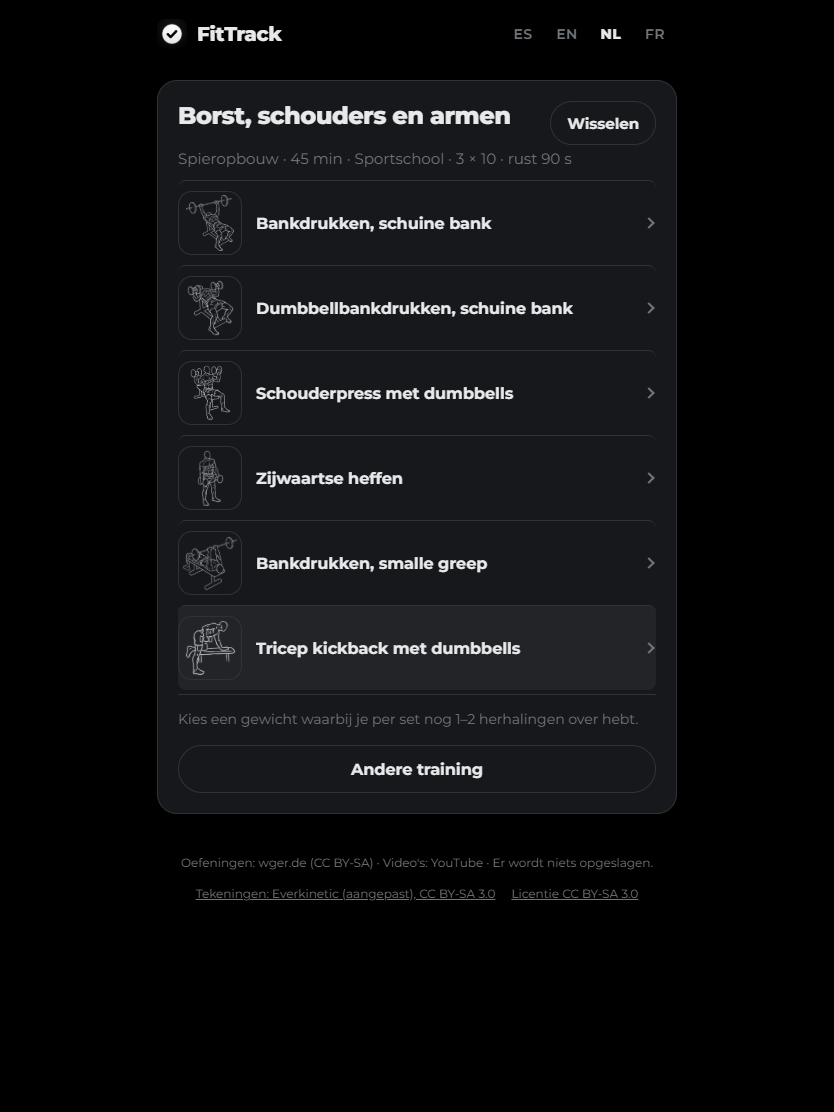 FitTrack
ES EN NL FR
Borst, schouders en armen
Wisselen
Spieropbouw · 45 min · Sportschool · 3 × 10 · rust 90 s
Bankdrukken, schuine bank
Dumbbellbankdrukken, schuine bank
Schouderpress met dumbbells
Zijwaartse heffen
Bankdrukken, smalle greep
Tricep kickback met dumbbells
Kies een gewicht waarbij je per set nog 1–2 herhalingen over hebt.
Andere training
Oefeningen: wger.de (CC BY-SA) · Video's: YouTube · Er wordt niets opgeslagen.
Tekeningen: Everkinetic (aangepast), CC BY-SA 3.0 Licentie CC BY-SA 3.0